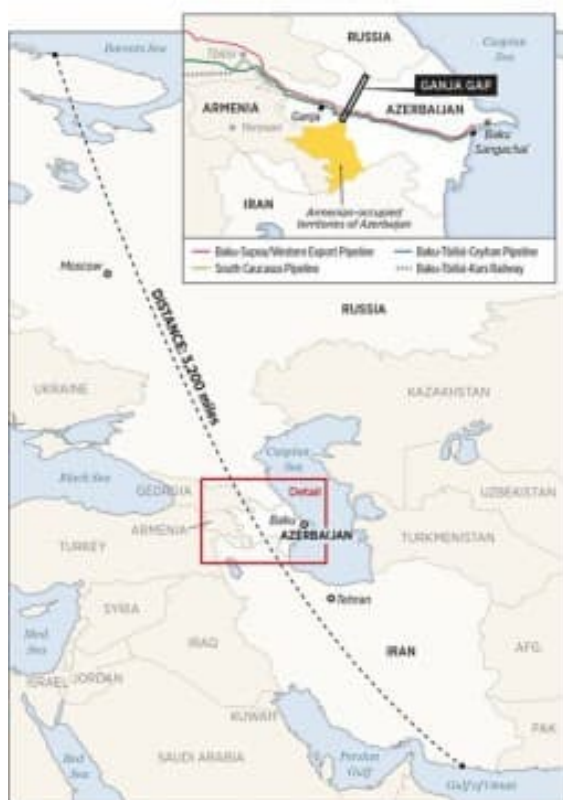 Barents Sea
RUSSIA
Caspian
Sea
Tbilisi
GANJA GAP
ARMENIA
AZERBAIJAN
Ganja
Yerevan
Baku
Sangachal
IRAN
Armenian-occupied
territories of Azerbaijan
Baku-Supsa/Western Export Pipeline
Baku-Tbilisi-Ceyhan Pipeline
South Caucasus Pipeline
Baku-Tbilisi-Kars Railway
Moscow
DISTANCE: 3,200 miles
RUSSIA
UKRAINE
KAZAKHSTAN
Caspian
Sea
Black Sea
GEORGIA
Detail
UZBEKISTAN
ARMENIA
Baku
AZERBAIJAN
TURKEY
TURKMENISTAN
Tehran
SYRIA
Med
Sea
IRAQ
IRAN
AFG.
ISRAEL
JORDAN
KUWAIT
PAK
SAUDI ARABIA
Red
Sea
Persian
Gulf
Gulf of Oman